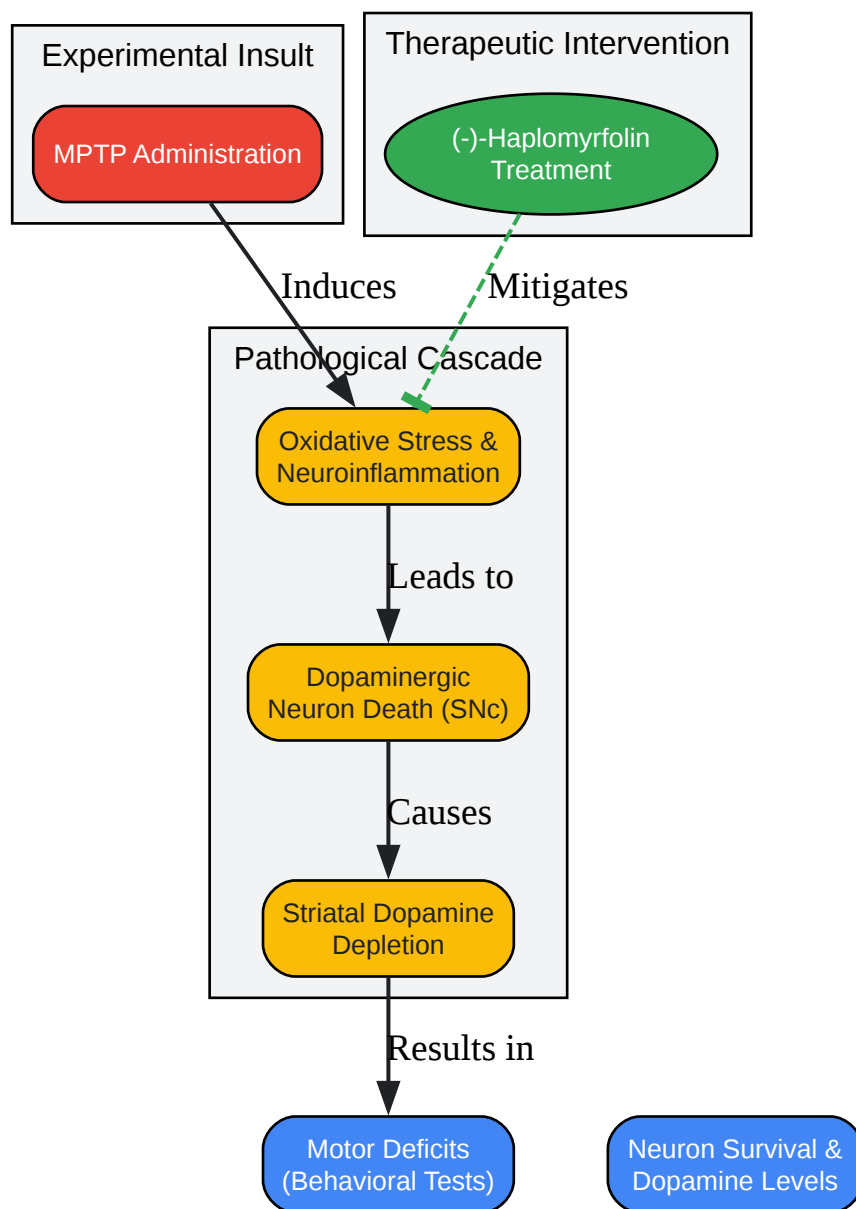 Experimental Insult
Therapeutic Intervention
MPTP Administration
(-)-Haplomyrfolin
Treatment
Induces
Mitigates
Pathological Cascade
Oxidative Stress &
Neuroinflammation
Leads to
Dopaminergic
Neuron Death (SNc)
Causes
Striatal Dopamine
Depletion
Results in
Motor Deficits
(Behavioral Tests)
Neuron Survival &
Dopamine Levels